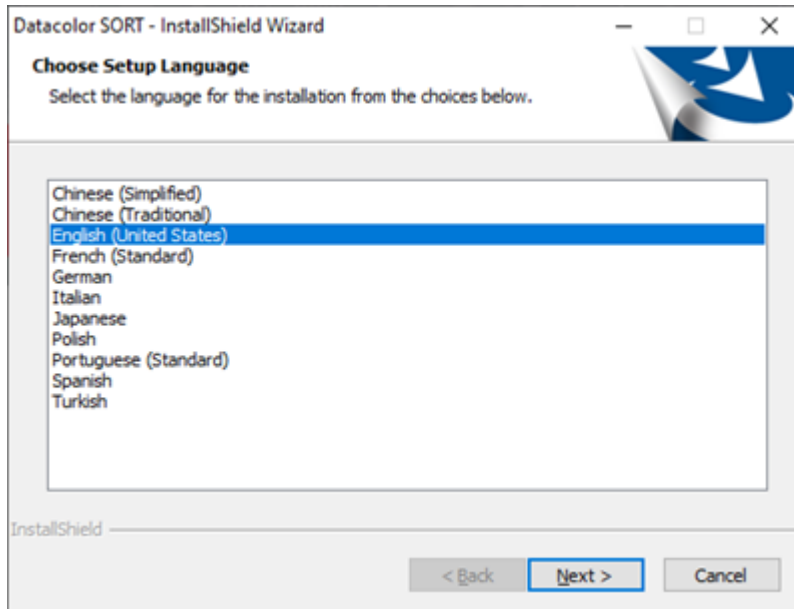 Datacolor SORT - InstallShield Wizard
Choose Setup Language
Select the language for the installation from the choices below.
Chinese (Simplified)
Chinese (Traditional)
English (United States)
French (Standard)
German
Italian
Japanese
Polish
Portuguese (Standard)
Spanish
Turkish
InstallShield
< Back
Next >
Cancel